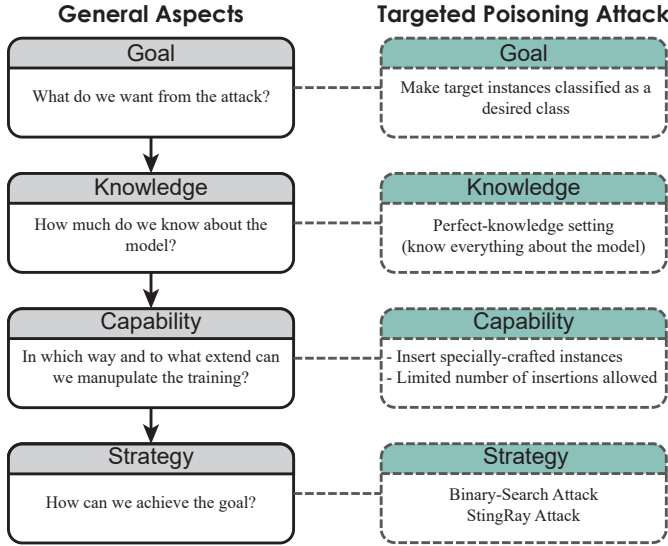 General Aspects
Targeted Poisoning Attack
Goal
What do we want from the attack?
Goal
Make target instances classified as a
desired class
Knowledge
How much do we know about the
model?
Knowledge
Perfect-knowledge setting
(know everything about the model)
Capability
In which way and to what extend can
we manupulate the training?
Capability
- Insert specially-crafted instances
- Limited number of insertions allowed
Strategy
How can we achieve the goal?
Strategy
Binary-Search Attack
StingRay Attack